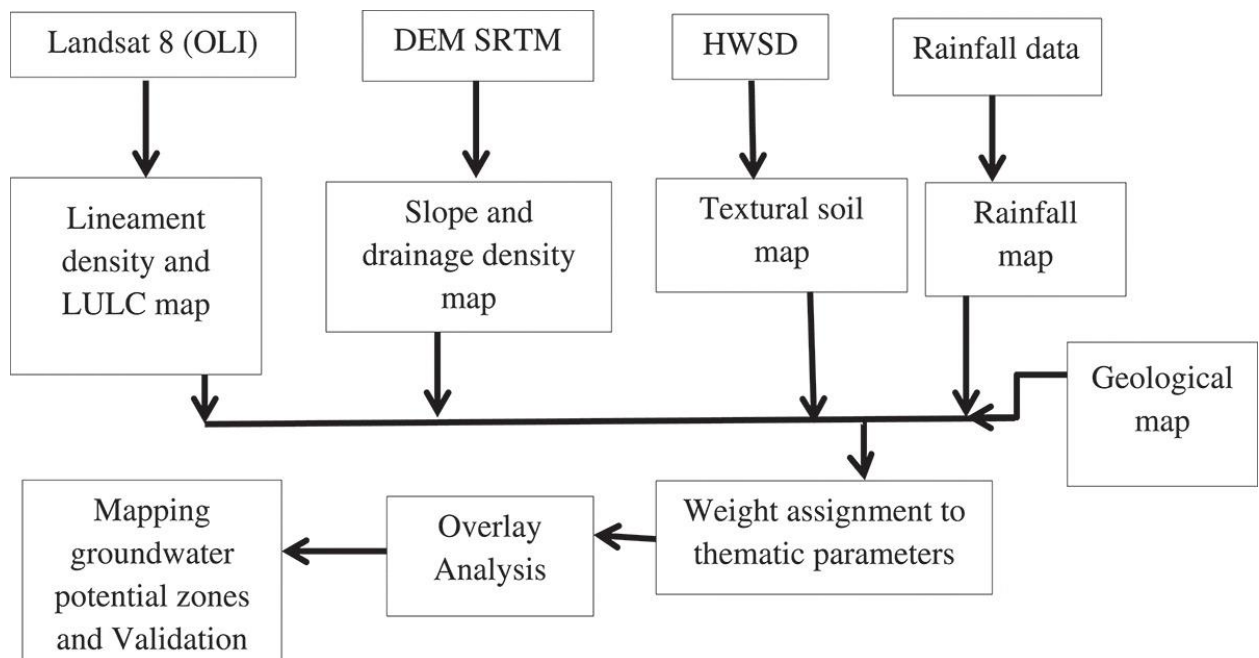 Landsat 8 (OLI)
DEM SRTM
HWSD
Rainfall data
Lineament
density and
LULC map
Slope and
drainage density
map
Textural soil
map
Rainfall
map
Geological
map
Mapping
groundwater
potential zones
and Validation
Overlay
Analysis
Weight assignment to
thematic parameters